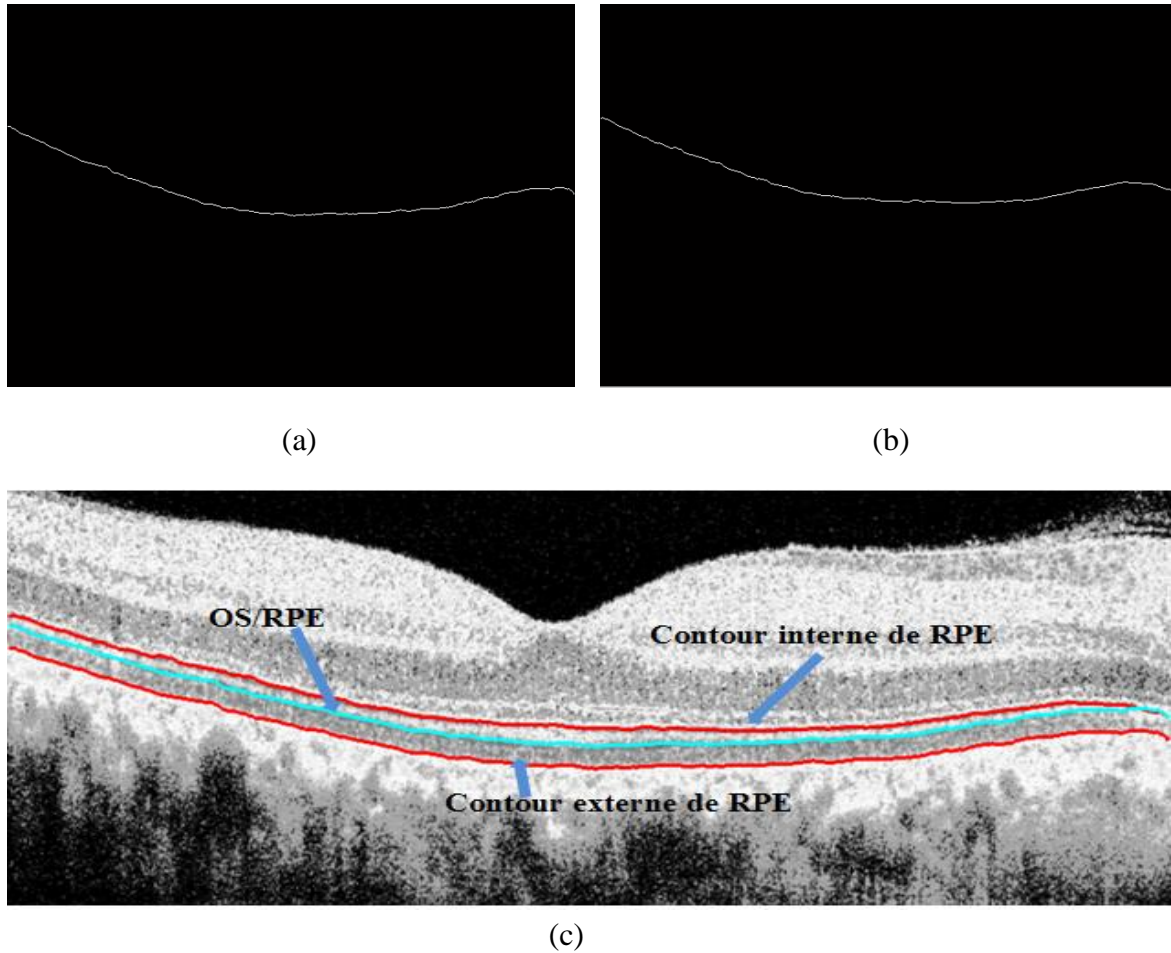 (a)
(b)
OS/RPE
Contour interne de RPE
Contour externe de RPE
(c)